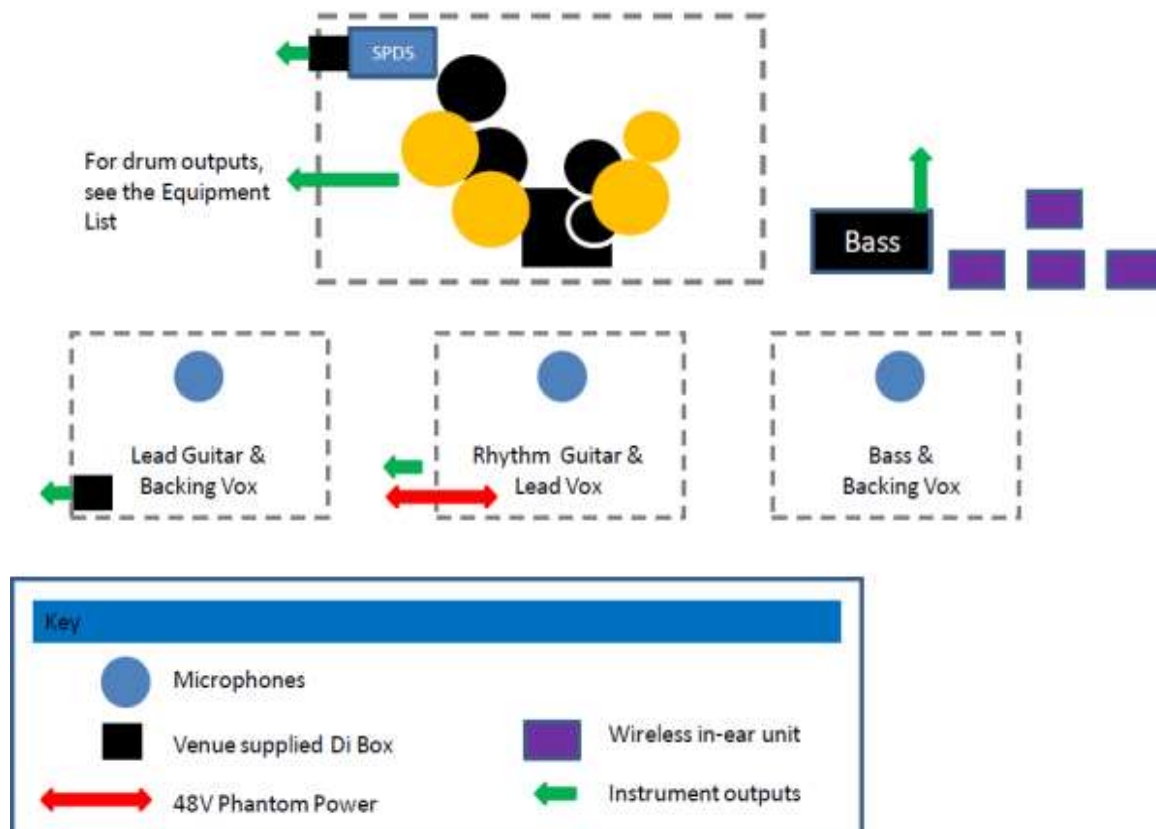 SPDS
For drum outputs,
see the Equipment
List
Bass
Lead Guitar &
Backing Vox
Rhythm Guitar &
Lead Vox
Bass &
Backing Vox
Key
Microphones
Venue supplied Di Box
Wireless in-ear unit
48V Phantom Power
Instrument outputs